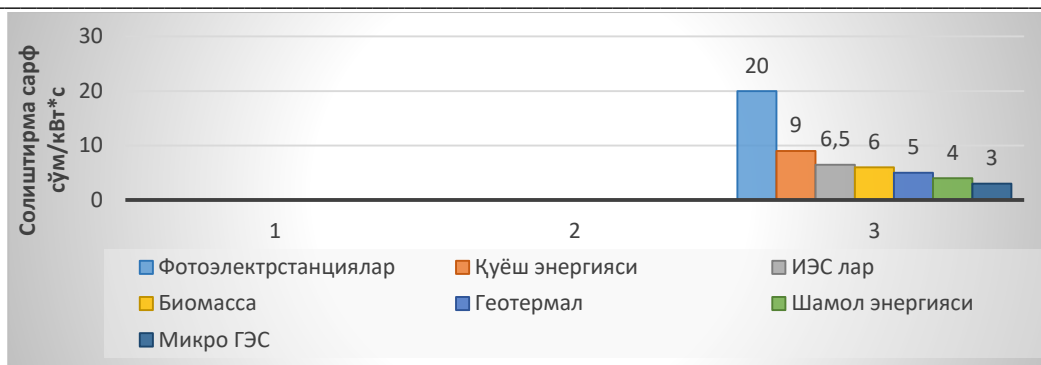 Солиштирма сарф
сўм/кВт*с
30
20
10
0
20
9
6,5
6
5
4
3
1
2
3
Фотоэлектрстанциялар
Қуёш энергияси
ИЭС лар
Биомасса
Геотермал
Шамол энергияси
Микро ГЭС